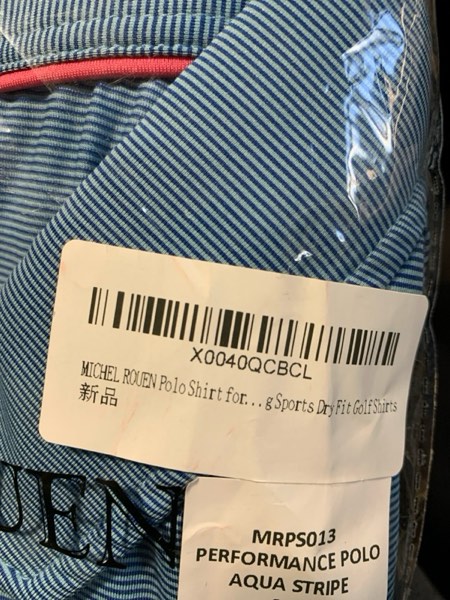 X0040QCBCL
MICHEL ROUEN Polo Shirt for...g Sports Dry Fit Golf Shirts
新品
UEN
MRPS013
PERFORMANCE POLO
AQUA STRIPE